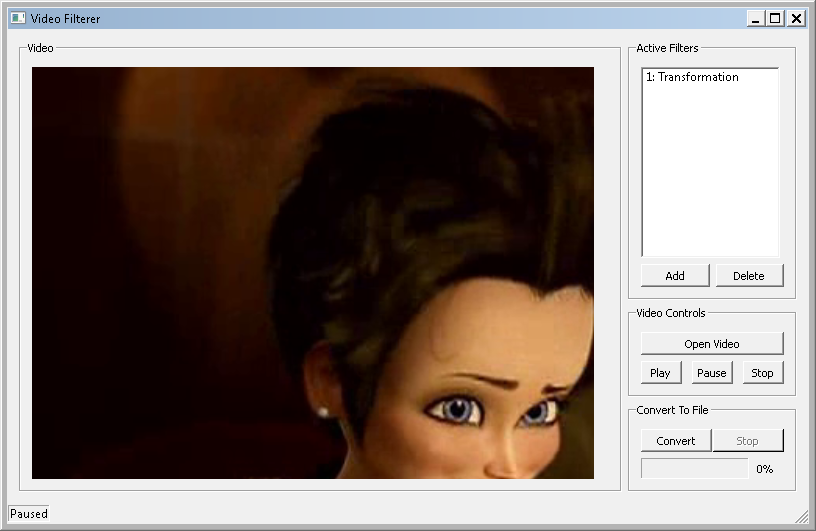 Video Filterer
Video
Active Filters
1: Transformation
Add Delete
Video Controls
Open Video
Play Pause Stop
Convert To File
Convert Stop
0%
Paused